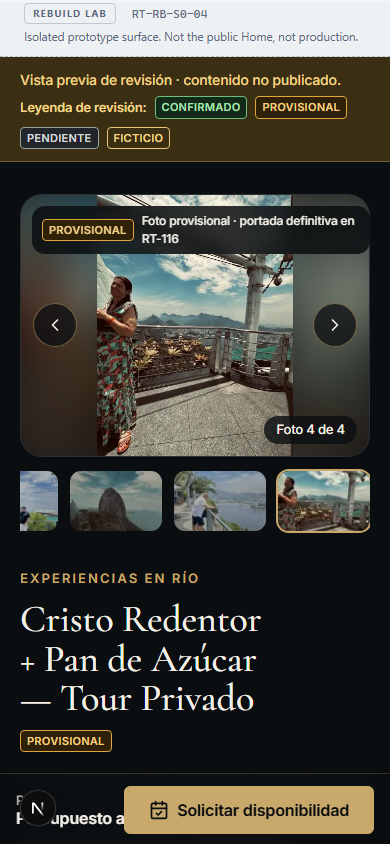 REBUILD LAB RT-RB-S0-04
Isolated prototype surface. Not the public Home, not production.
Vista previa de revisión · contenido no publicado.
Leyenda de revisión: CONFIRMADO PROVISIONAL
PENDIENTE FICTICIO
PROVISIONAL Foto provisional · portada definitiva en
RT-116
Foto 4 de 4
EXPERIENCIAS EN RÍO
Cristo Redentor
+ Pan de Azúcar
— Tour Privado
PROVISIONAL
N
Solicitar disponibilidad